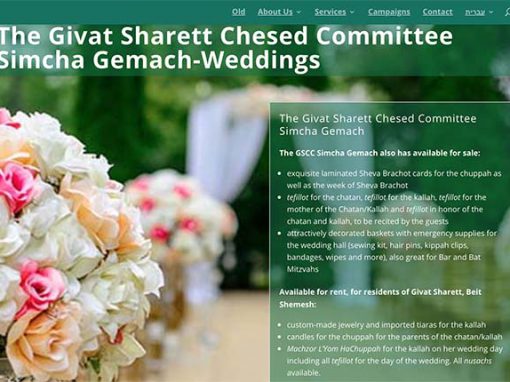 Old About Us Services Campaigns Contact עברית
The Givat Sharett Chesed Committee
Simcha Gemach-Weddings
The Givat Sharett Chesed Committee
Simcha Gemach
The GSCC Simcha Gemach also has available for sale:
exquisite laminated Sheva Brachot cards for the chuppah as
well as the week of Sheva Brachot
tefillot for the chatan, tefillot for the kallah, tefillot for the
mother of the Chatan/Kallah and tefillot in honor of the
chatan and kallah, to be recited by the guests
attractively decorated baskets with emergency supplies for
the wedding hall (sewing kit, hair pins, kippah clips,
bandages, wipes and more), also great for Bar and Bat
Mitzvahs
Available for rent, for residents of Givat Sharett, Beit
Shemesh:
custom-made jewelry and imported tiaras for the kallah
candles for the chuppah for the parents of the chatan/kallah
Machzor L'Yom HaChuppah for the kallah on her wedding day
including all tefillot for the day of the wedding. All nusachs
available.